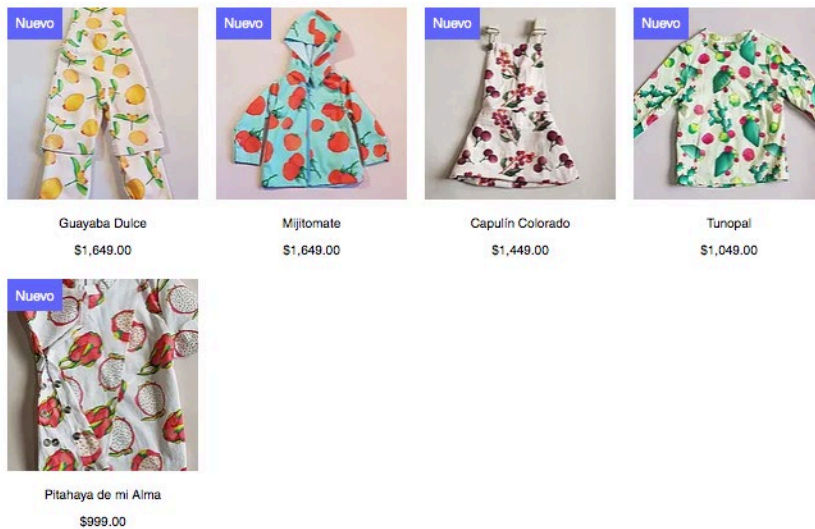 Nuevo
Nuevo
Nuevo
Nuevo
Guayaba Dulce
Mijitomate
Capulín Colorado
Tunopal
$1,649.00
$1,649.00
$1,449.00
$1,049.00
Nuevo
Pitahaya de mi Alma
$999.00